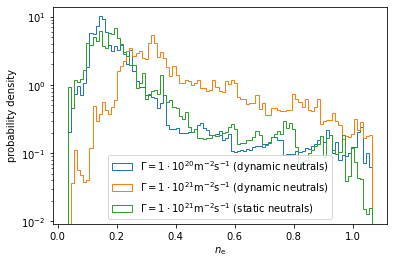 probability density
10¹
10⁰
10⁻¹
10⁻²
Γ = 1 · 10²⁰m⁻²s⁻¹ (dynamic neutrals)
Γ = 1 · 10²¹m⁻²s⁻¹ (dynamic neutrals)
Γ = 1 · 10²¹m⁻²s⁻¹ (static neutrals)
0.0 0.2 0.4 0.6 0.8 1.0
nₑ